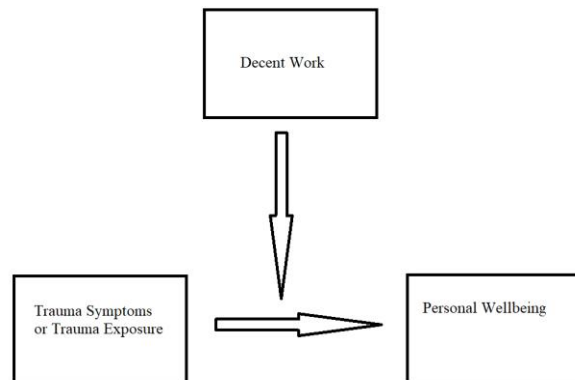 Decent Work
Trauma Symptoms
or Trauma Exposure
Personal Wellbeing